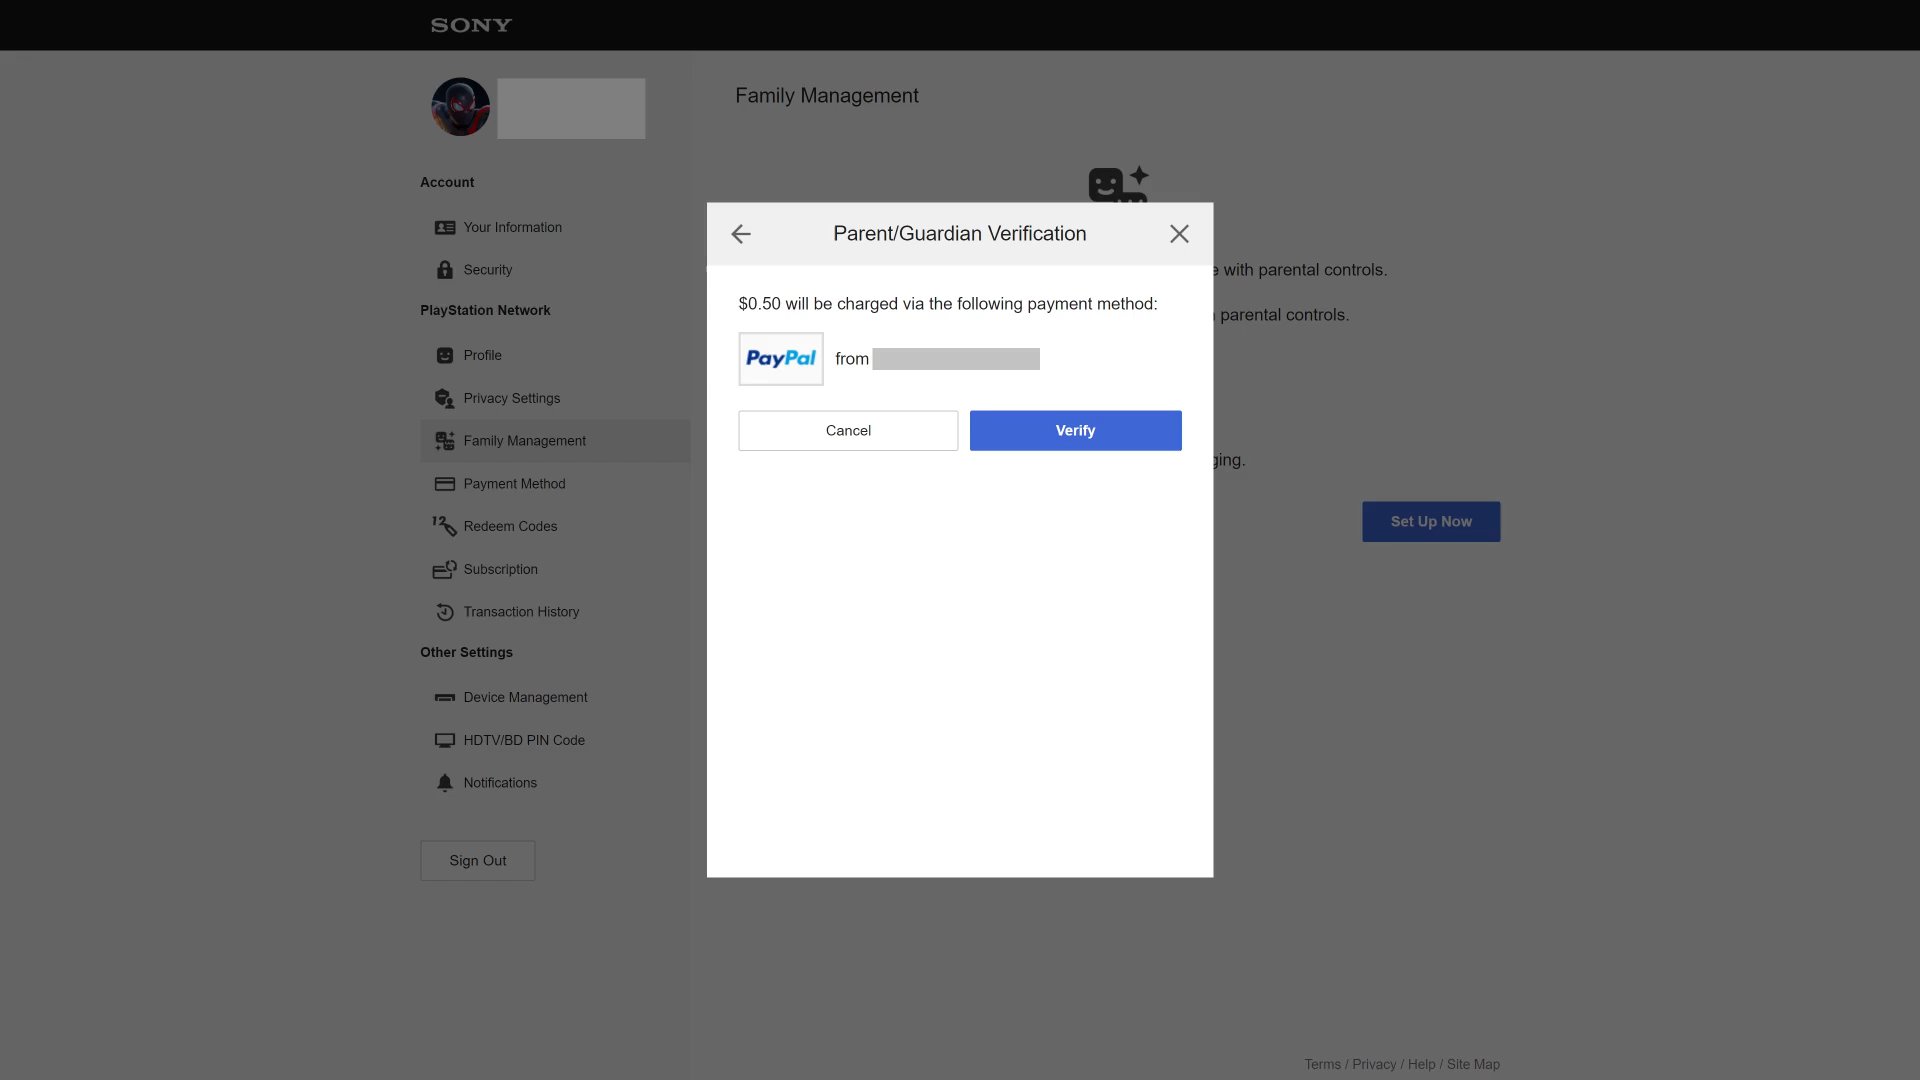 SONY
Account
Your Information
Security
PlayStation Network
Profile
Privacy Settings
Family Management
Payment Method
12
Redeem Codes
Subscription
Transaction History
Other Settings
Device Management
HDTV/BD PIN Code
Notifications
Sign Out
Family Management
with parental controls.
parental controls.
ging.
Set Up Now
Parent/Guardian Verification
$0.50 will be charged via the following payment method:
PayPal from
Cancel Verify
Terms / Privacy / Help / Site Map